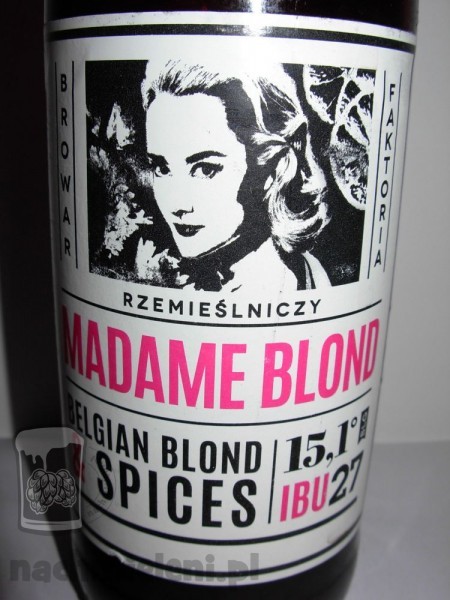 BROWAR
FAKTORIA
RZEMIEŚLNICZY
MADAME BLOND
BELGIAN BLOND
& SPICES
15,1°
IBU27